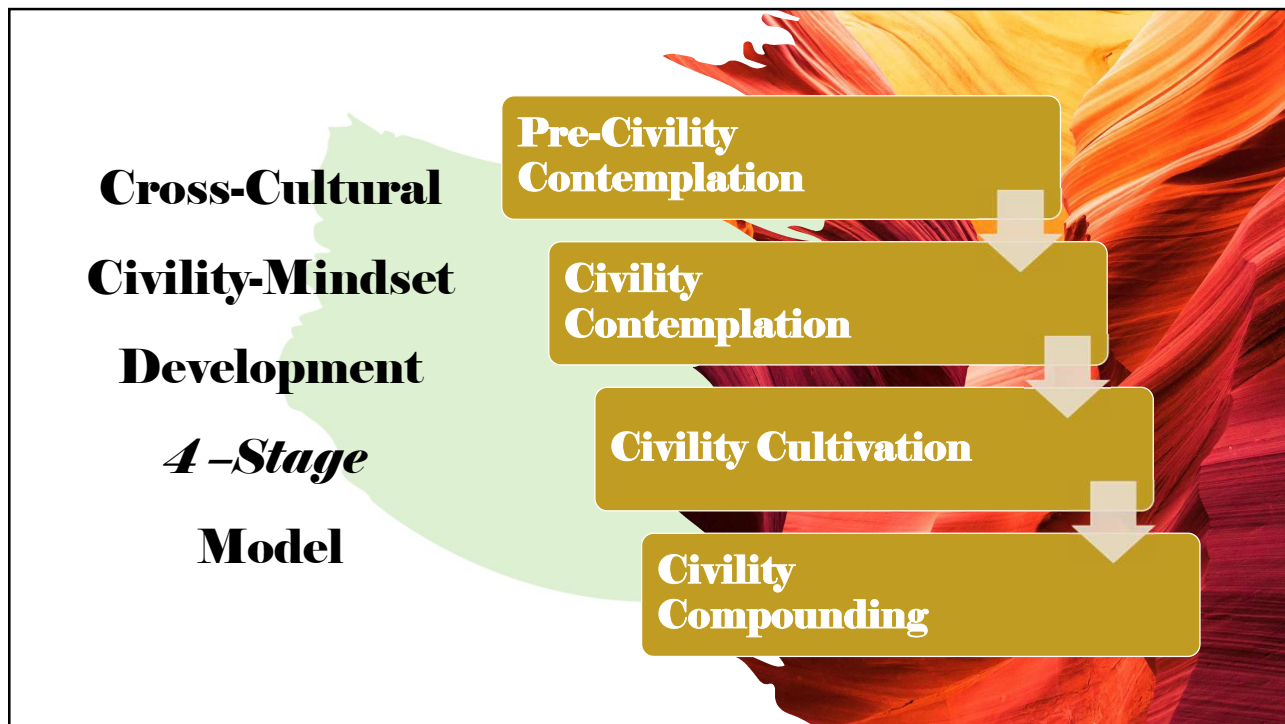 Cross-Cultural
Civility-Mindset
Development
4 –Stage
Model
Pre-Civility
Contemplation
Civility
Contemplation
Civility Cultivation
Civility
Compounding